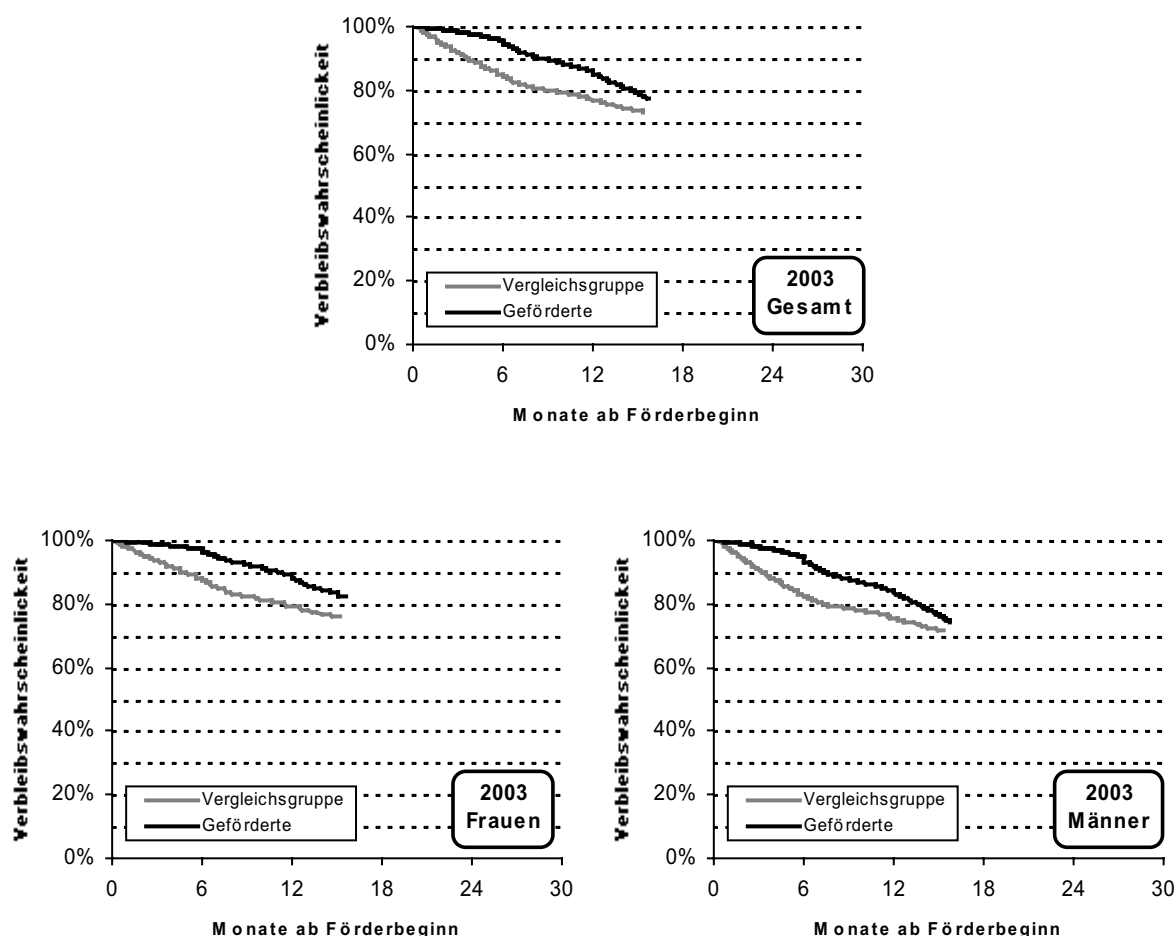 Verbleibswahrscheinlickeit
100%
80%
60%
40%
20%
0%
Vergleichsgruppe
Geförderte
2003
Gesamt
0 6 12 18 24 30
Monate ab Förderbeginn
Verbleibswahrscheinlickeit
100%
80%
60%
40%
20%
0%
Vergleichsgruppe
Geförderte
2003
Frauen
0 6 12 18 24 30
Monate ab Förderbeginn
Verbleibswahrscheinlickeit
100%
80%
60%
40%
20%
0%
Vergleichsgruppe
Geförderte
2003
Männer
0 6 12 18 24 30
Monate ab Förderbeginn